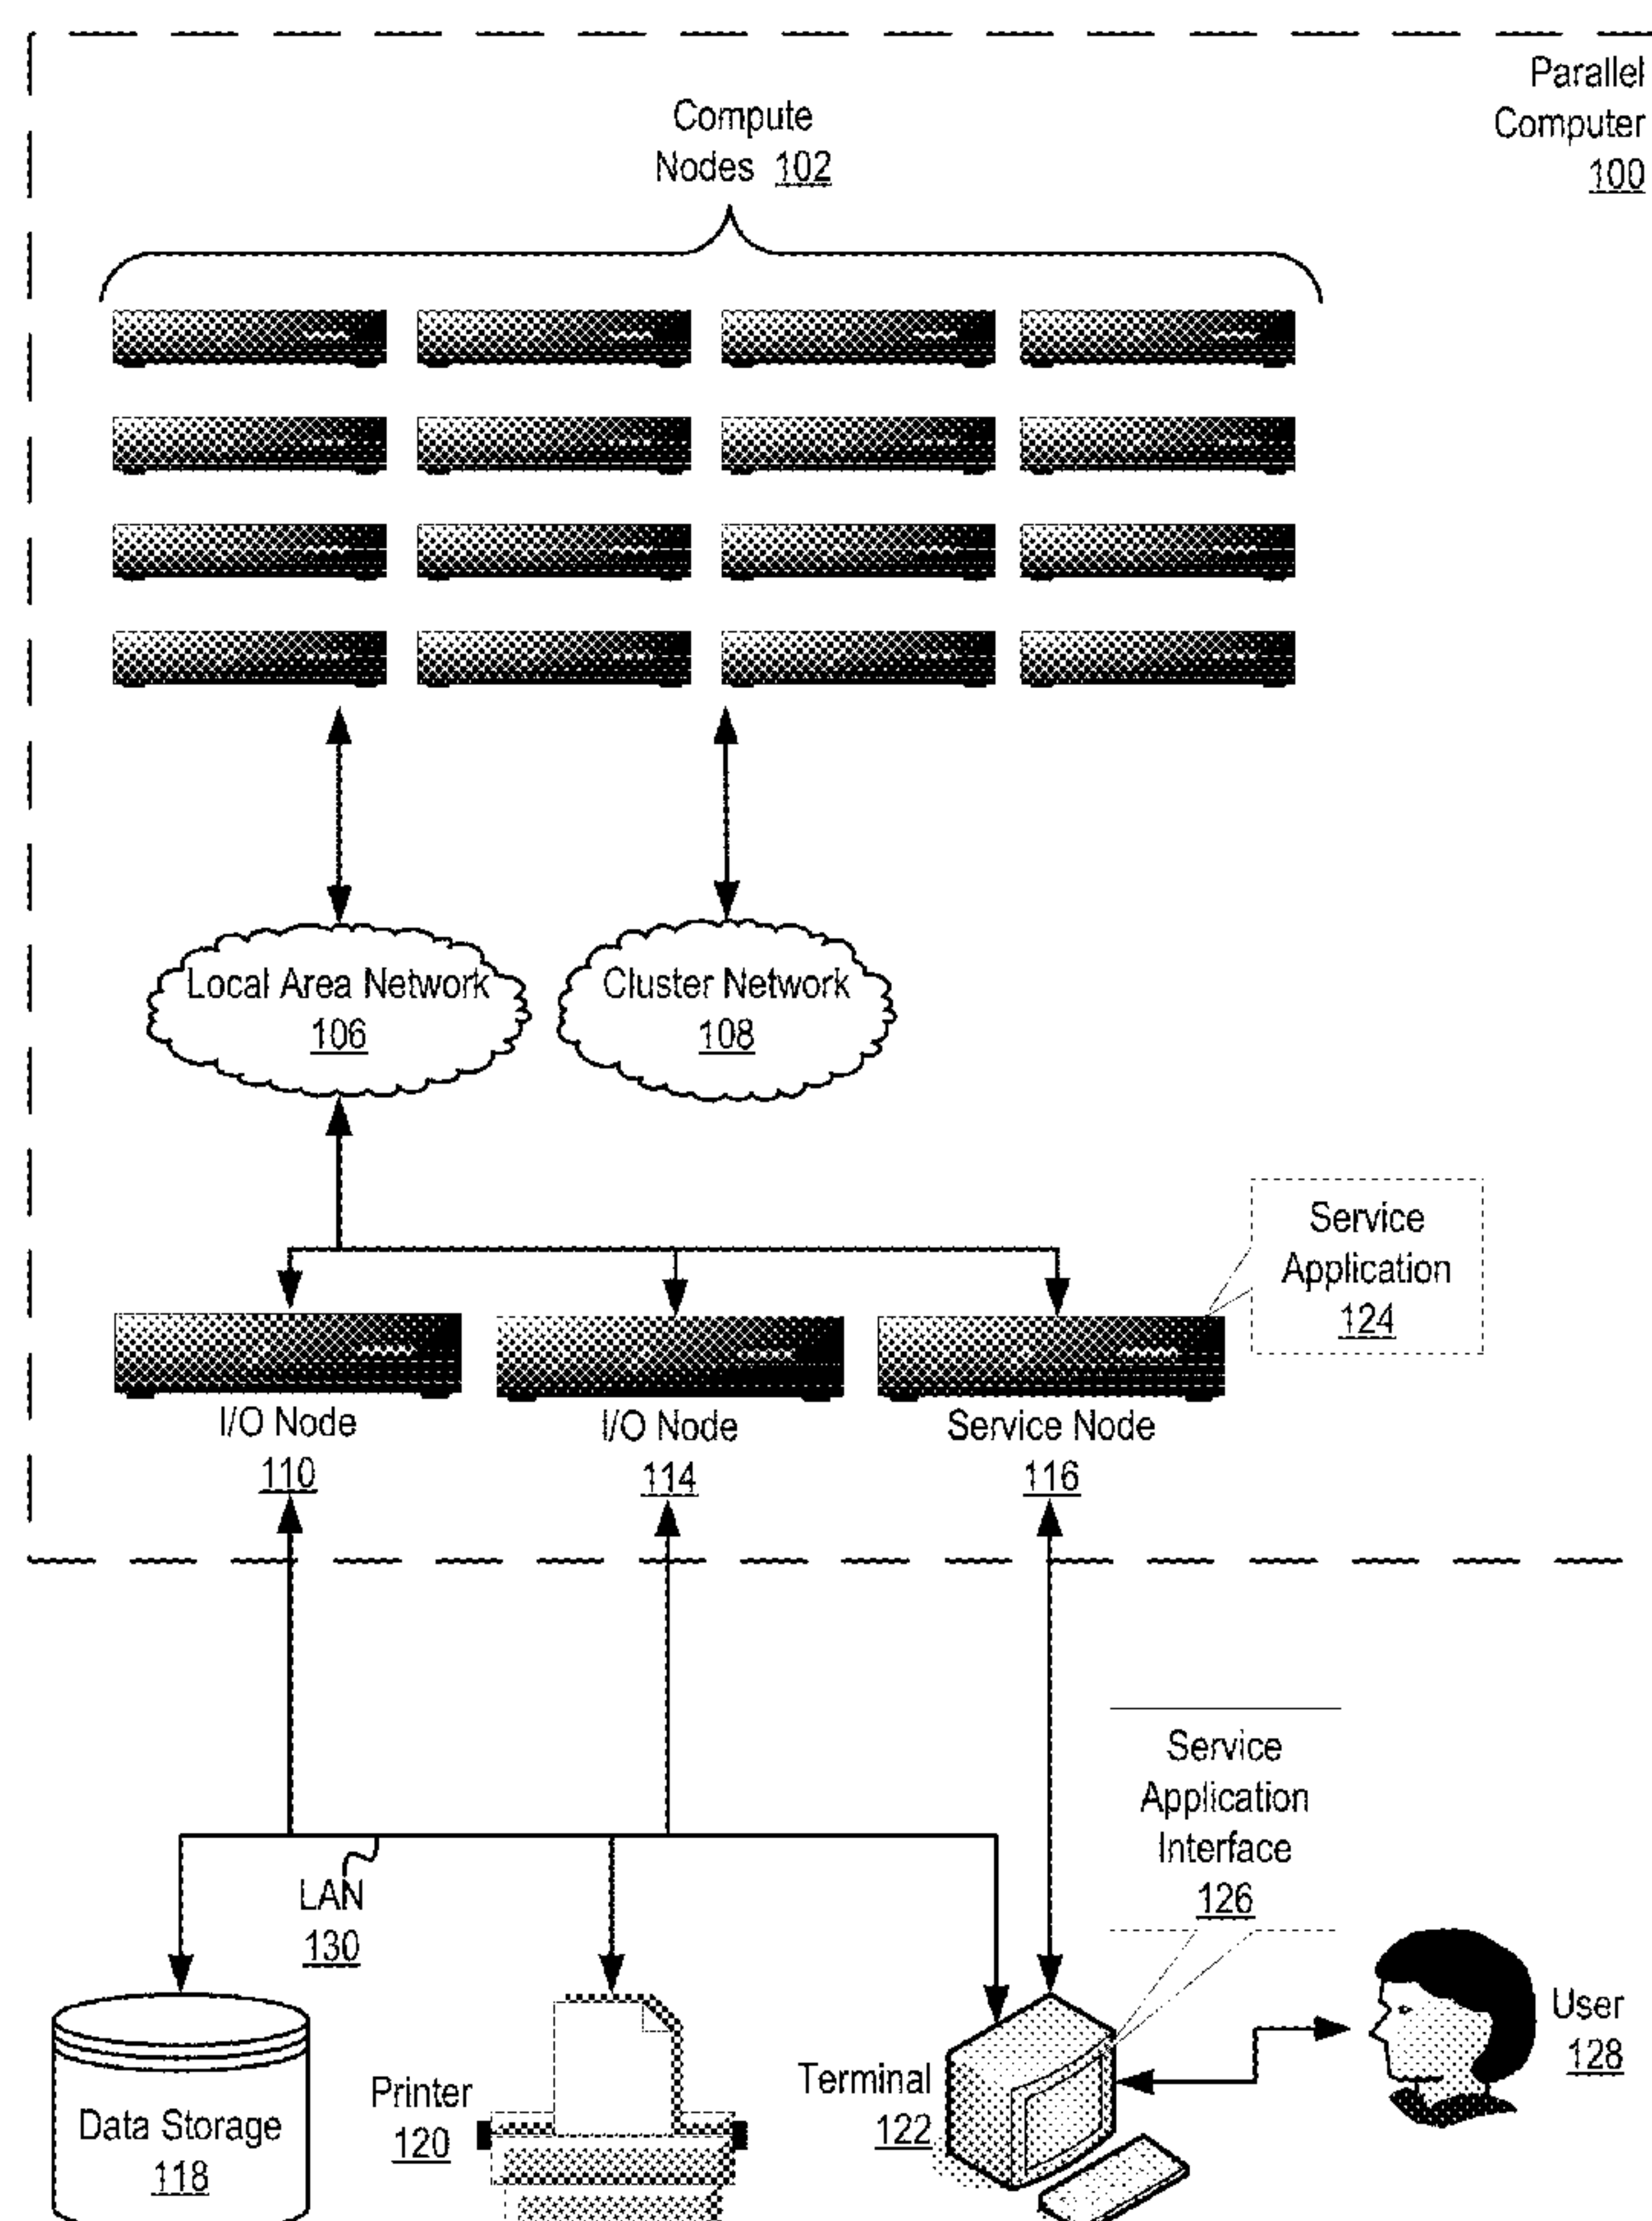 Parallel
Computer
100
Compute
Nodes 102
Local Area Network
106
Cluster Network
108
Service
Application
124
I/O Node
110
I/O Node
114
Service Node
116
Service
Application
Interface
126
LAN
130
User
128
Terminal
122
Printer
120
Data Storage
118